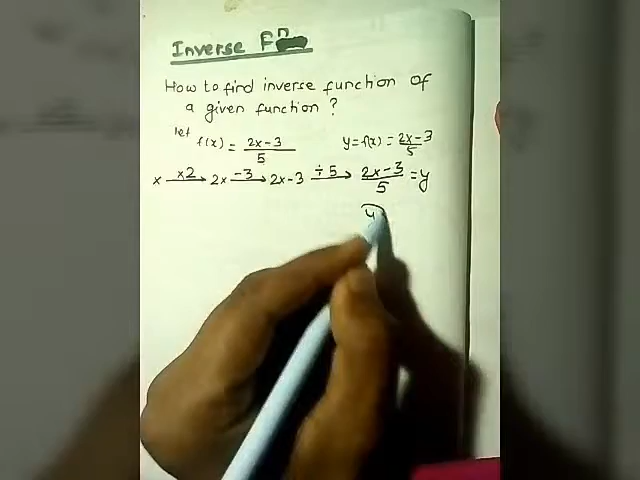 Inverse Fn
How to find inverse function of
a given function ?
let f(x) = 2x-3/5 y=f(x) = 2x-3/5
x —×2→ 2x —-3→ 2x-3 —÷5→ 2x-3/5 = y
y